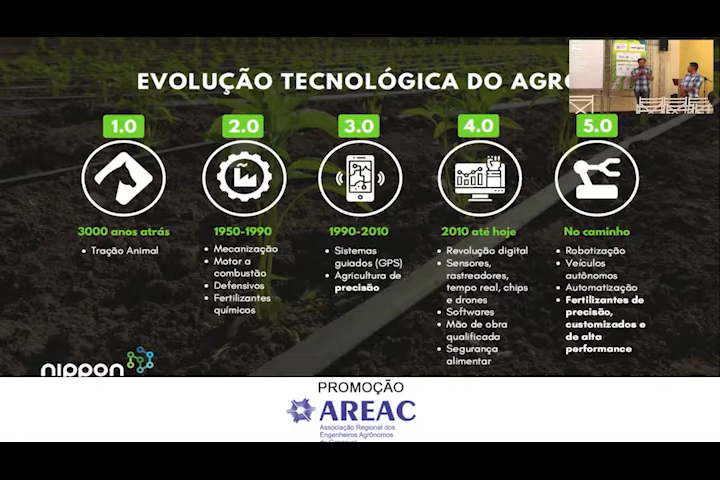 EVOLUÇÃO TECNOLÓGICA DO AGRO
1.0
3000 anos atrás
• Tração Animal
2.0
1950-1990
• Mecanização
• Motor a
combustão
• Defensivos
• Fertilizantes
químicos
3.0
1990-2010
• Sistemas
guiados (GPS)
• Agricultura de
precisão
4.0
2010 até hoje
• Revolução digital
• Sensores,
rastreadores,
tempo real, chips
e drones
• Softwares
• Mão de obra
qualificada
• Segurança
alimentar
5.0
No caminho
• Robotização
• Veículos
autônomos
• Automatização
• Fertilizantes de
precisão,
customizados e
de alta
performance
nippon
PROMOÇÃO
AREAC
Associação Regional dos
Engenheiros Agrônomos